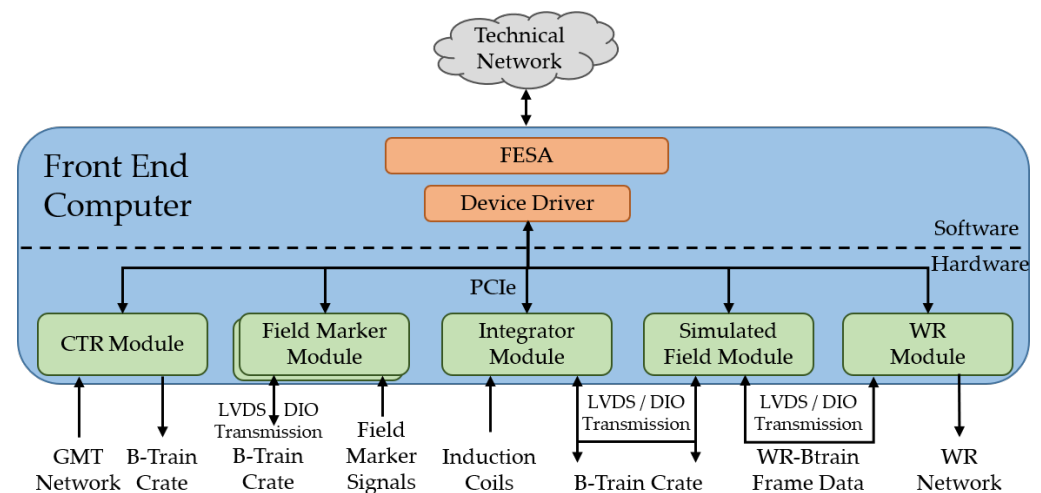 Technical
Network
FESA
Front End
Computer
Device Driver
Software
Hardware
PCIe
CTR Module
Field Marker
Module
Integrator
Module
Simulated
Field Module
WR
Module
LVDS / DIO
Transmission
LVDS / DIO
Transmission
LVDS / DIO
Transmission
GMT
Network
B-Train
Crate
B-Train
Crate
Field
Marker
Signals
Induction
Coils
B-Train Crate
WR-Btrain
Frame Data
WR
Network